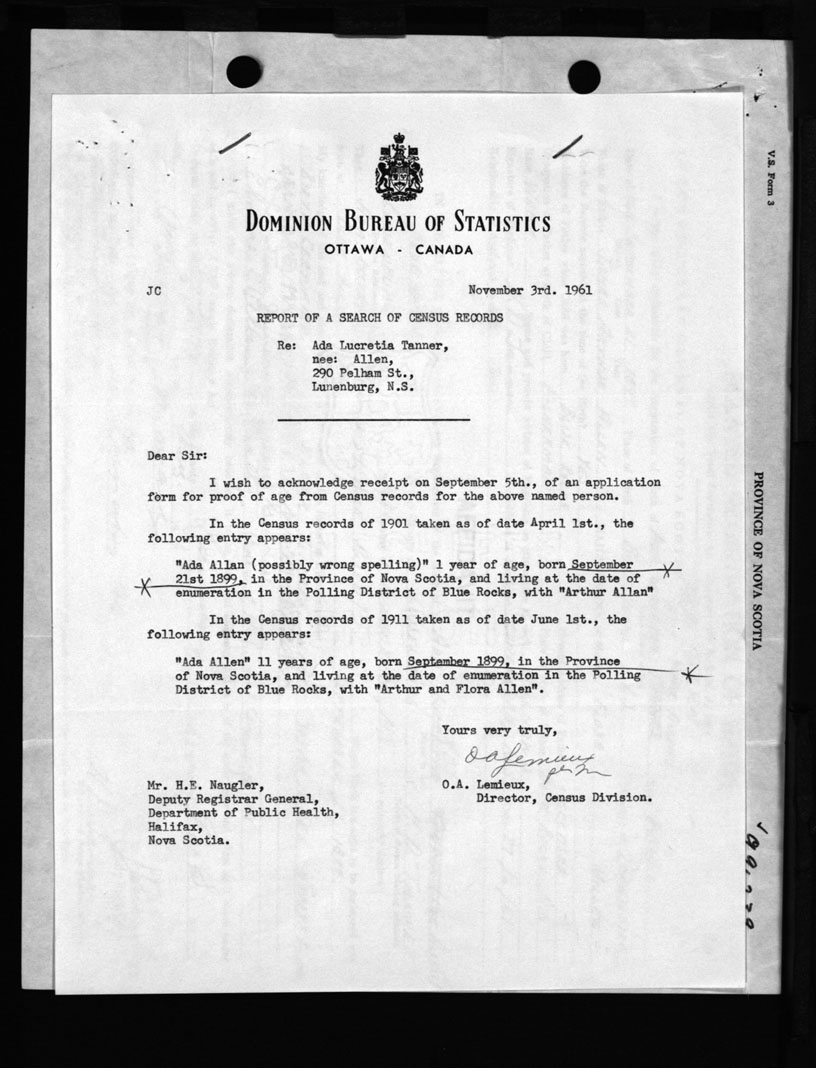 V.S. Form 3
DOMINION BUREAU OF STATISTICS
OTTAWA - CANADA
JC
November 3rd. 1961
REPORT OF A SEARCH OF CENSUS RECORDS
Re: Ada Lucretia Tanner,
nee: Allen,
290 Pelham St.,
Lunenburg, N.S.
Dear Sir:
I wish to acknowledge receipt on September 5th., of an application
form for proof of age from Census records for the above named person.
In the Census records of 1901 taken as of date April 1st., the
following entry appears:
"Ada Allan (possibly wrong spelling)" 1 year of age, born September
21st 1899, in the Province of Nova Scotia, and living at the date of
enumeration in the Polling District of Blue Rocks, with "Arthur Allan"
In the Census records of 1911 taken as of date June 1st., the
following entry appears:
"Ada Allen" 11 years of age, born September 1899, in the Province
of Nova Scotia, and living at the date of enumeration in the Polling
District of Blue Rocks, with "Arthur and Flora Allen".
Yours very truly,
OALemieux
O.A. Lemieux,
Director, Census Division.
Mr. H.E. Naugler,
Deputy Registrar General,
Department of Public Health,
Halifax,
Nova Scotia.
PROVINCE OF NOVA SCOTIA